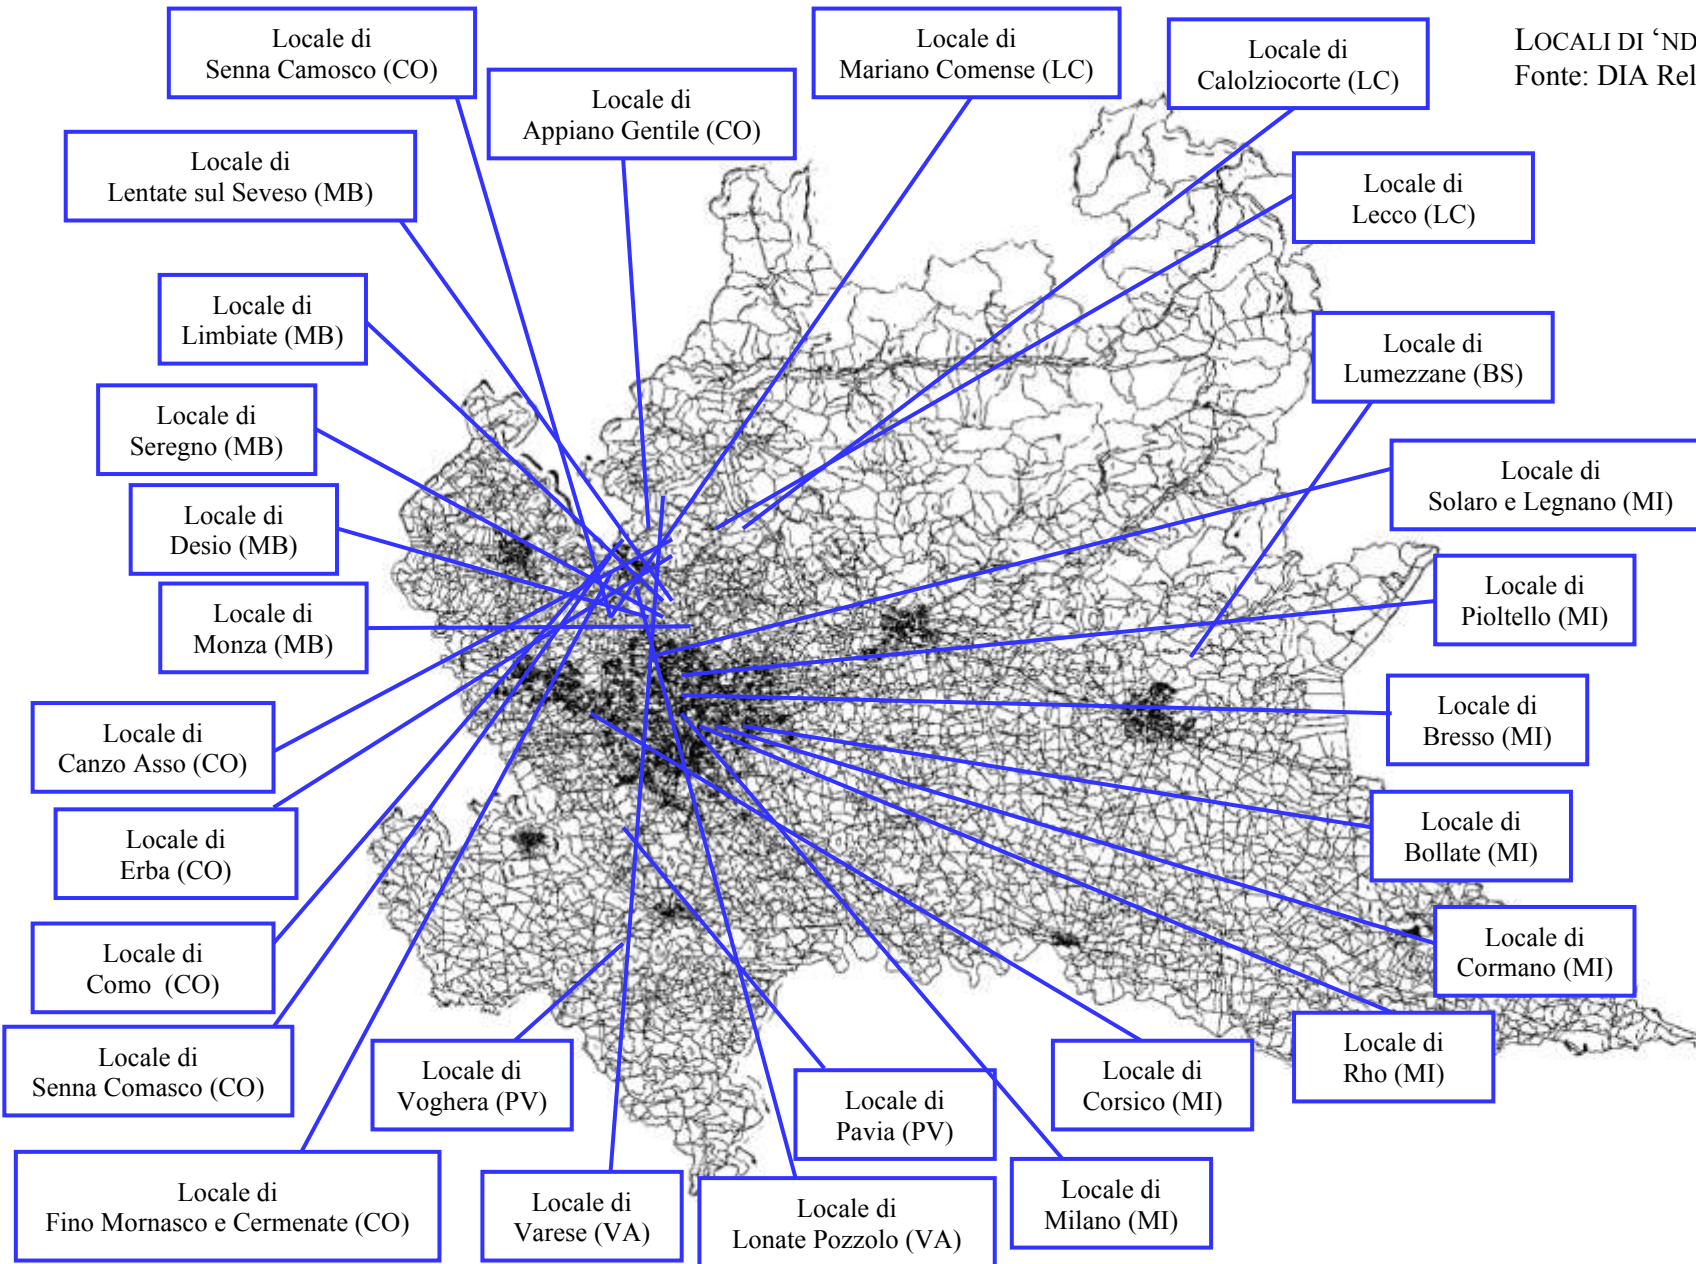 Locale di
Senna Camosco (CO)
Locale di
Appiano Gentile (CO)
Locale di
Mariano Comense (LC)
Locale di
Calolziocorte (LC)
LOCALI DI ‘ND
Fonte: DIA Rel
Locale di
Lentate sul Seveso (MB)
Locale di
Lecco (LC)
Locale di
Limbiate (MB)
Locale di
Lumezzane (BS)
Locale di
Seregno (MB)
Locale di
Solaro e Legnano (MI)
Locale di
Desio (MB)
Locale di
Pioltello (MI)
Locale di
Monza (MB)
Locale di
Bresso (MI)
Locale di
Canzo Asso (CO)
Locale di
Bollate (MI)
Locale di
Erba (CO)
Locale di
Cormano (MI)
Locale di
Como  (CO)
Locale di
Rho (MI)
Locale di
Senna Comasco (CO)
Locale di
Voghera (PV)
Locale di
Pavia (PV)
Locale di
Corsico (MI)
Locale di
Fino Mornasco e Cermenate (CO)
Locale di
Varese (VA)
Locale di
Lonate Pozzolo (VA)
Locale di
Milano (MI)